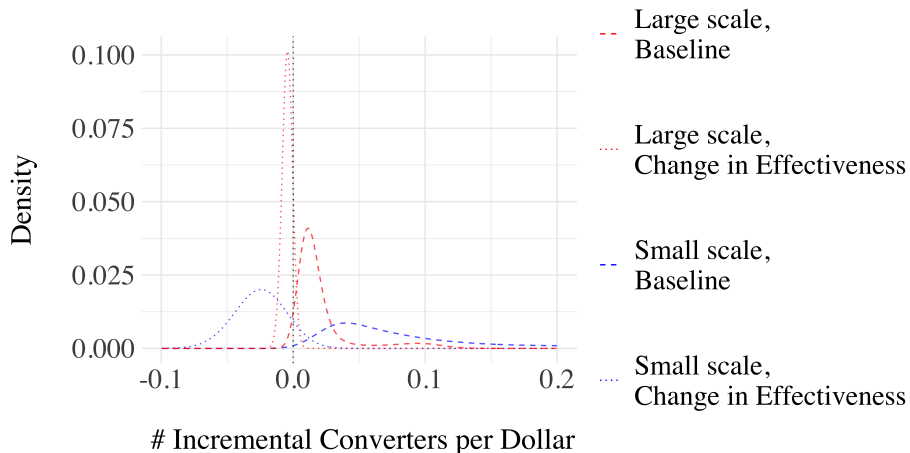 Large scale,
Baseline
Large scale,
Change in Effectiveness
Small scale,
Baseline
Small scale,
Change in Effectiveness
Density
0.100
0.075
0.050
0.025
0.000
-0.1 0.0 0.1 0.2
# Incremental Converters per Dollar